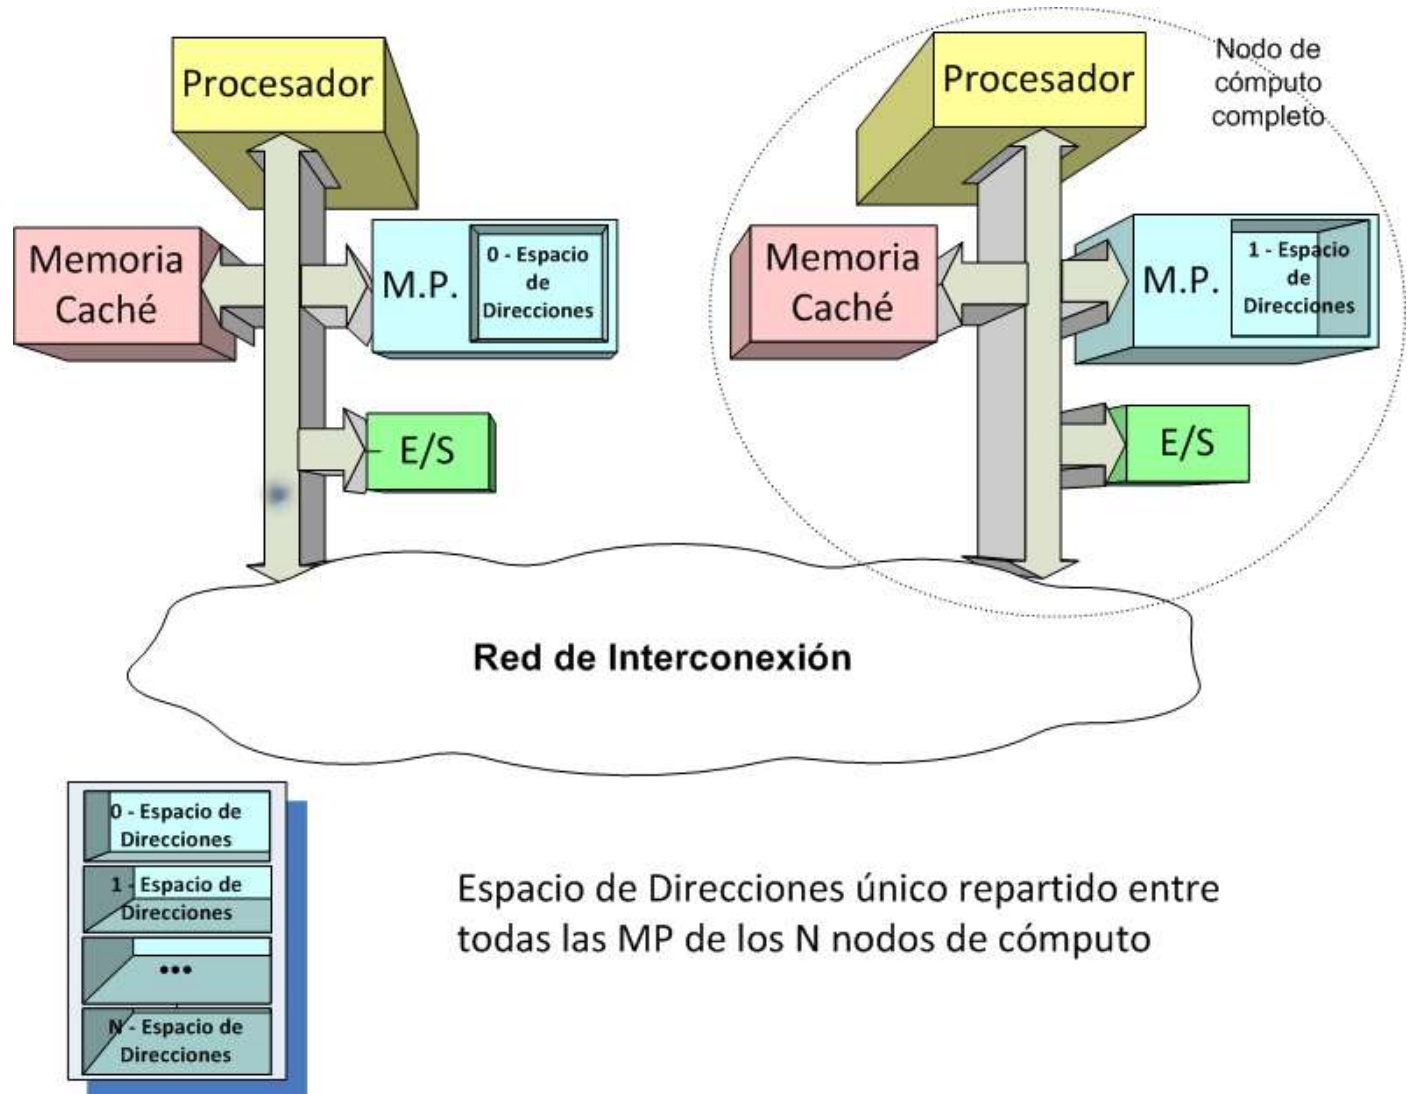 Procesador
Memoria
Caché
M.P.
0 - Espacio
de
Direcciones
E/S
Nodo de
cómputo
completo
Procesador
Memoria
Caché
M.P.
1 - Espacio
de
Direcciones
E/S
Red de Interconexión
0 - Espacio de
Direcciones
1 - Espacio de
Direcciones
...
N - Espacio de
Direcciones
Espacio de Direcciones único repartido entre
todas las MP de los N nodos de cómputo